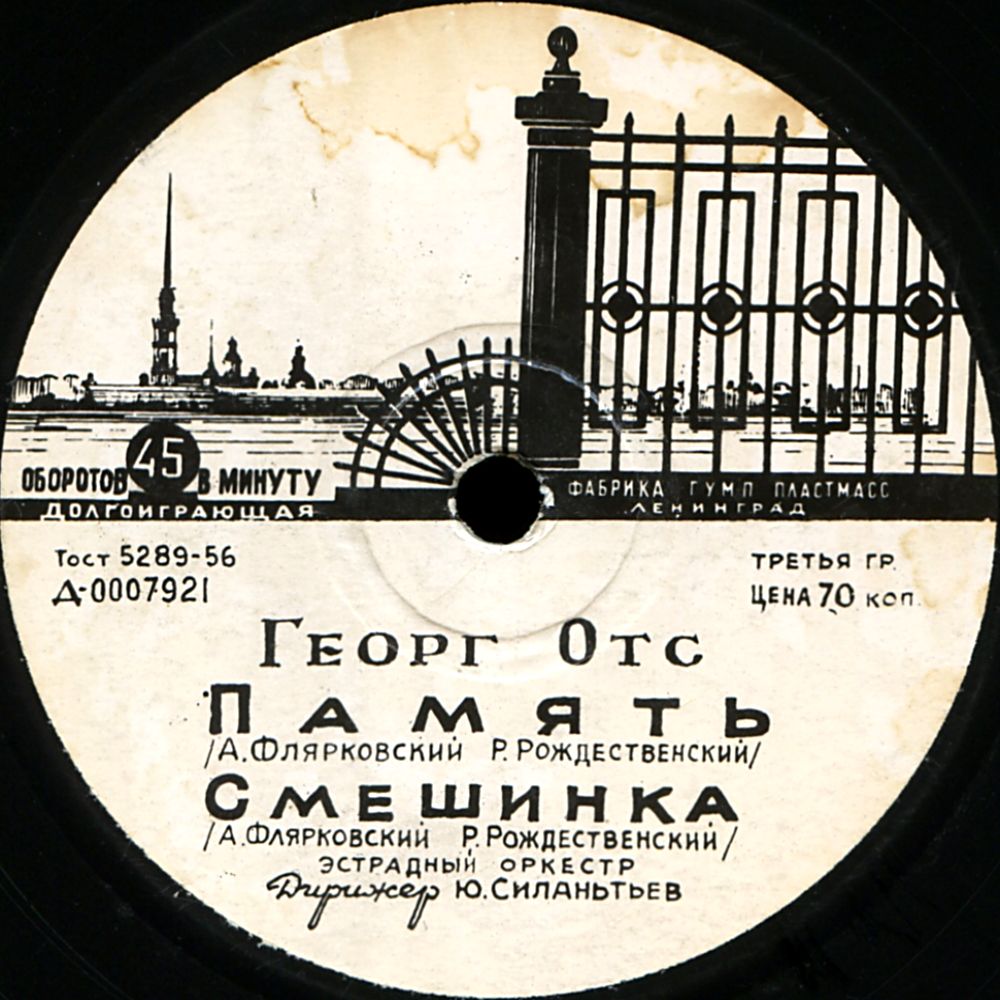 ОБОРОТОВ 45 В МИНУТУ
ДОЛГОИГРАЮЩАЯ
ФАБРИКА ГУМП ПЛАСТМАСС
ЛЕНИНГРАД
Гост 5289-56
Д-0007921
ТРЕТЬЯ ГР.
ЦЕНА 70 коп.
ГЕОРГ ОТС
ПАМЯТЬ
/А.ФЛЯРКОВСКИЙ Р.РОЖДЕСТВЕНСКИЙ/
СМЕШИНКА
/А.ФЛЯРКОВСКИЙ Р.РОЖДЕСТВЕНСКИЙ/
ЭСТРАДНЫЙ ОРКЕСТР
Дирижер Ю.СИЛАНЬТЬЕВ